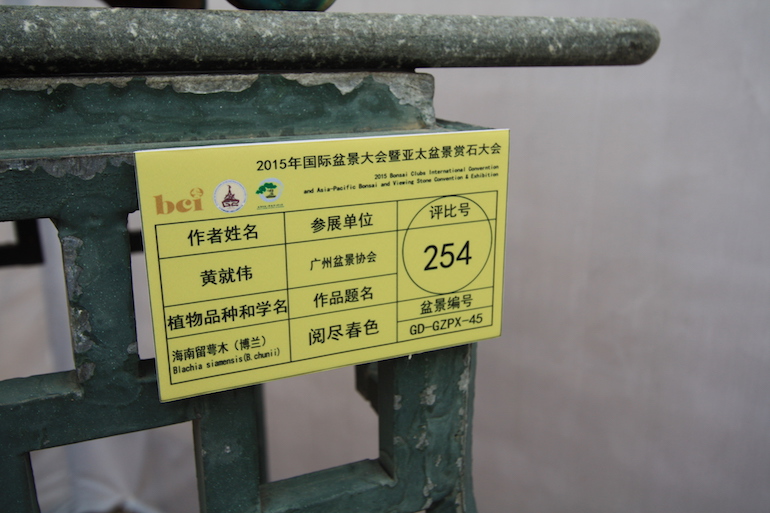 2015年国际盆景大会暨亚太盆景赏石大会
2015 Bonsai Clubs International Convention
and Asia-Pacific Bonsai and Viewing Stone Convention & Exhibition
bci
作者姓名
参展单位
评比号
黄就伟
广州盆景协会
254
植物品种和学名
作品题名
盆景编号
海南留萼木（博兰）
Blachia siamensis(B.chunii)
阅尽春色
GD-GZPX-45